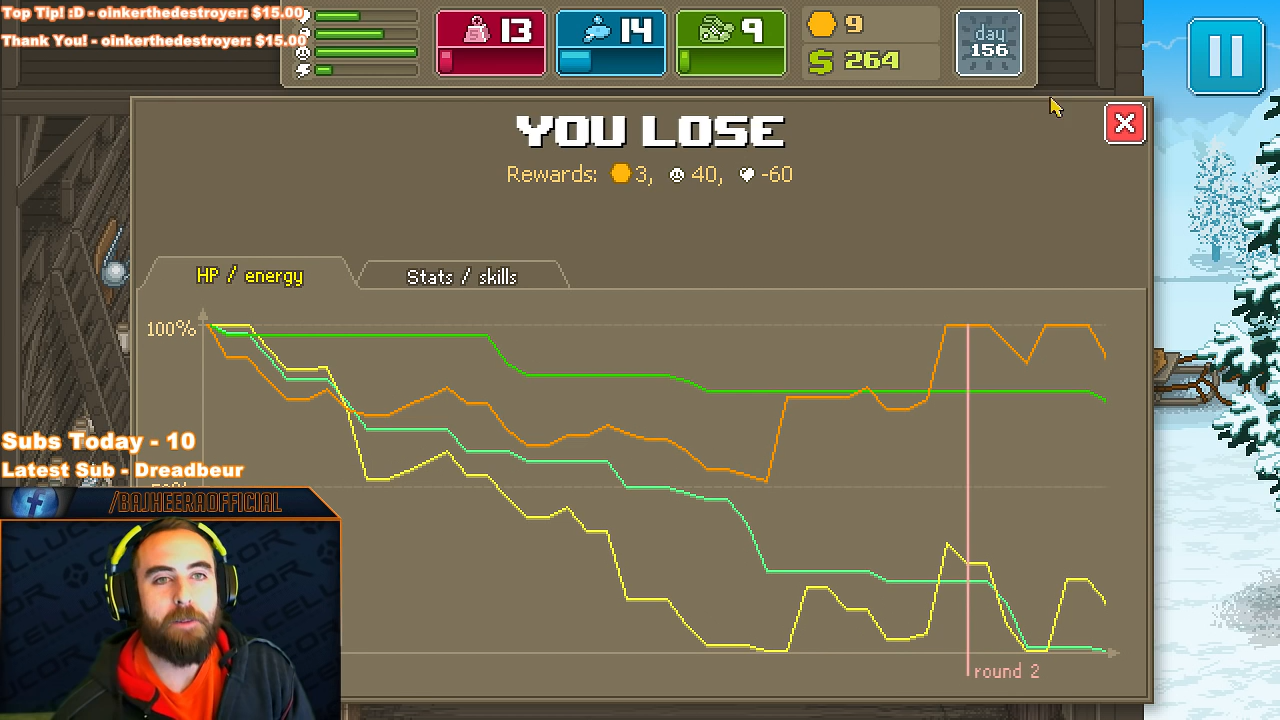 Top Tip! :D - oinkerthedestroyer: $15.00
Thank You! - oinkerthedestroyer: $15.00
13
14
9
9
$ 264
day
156
YOU LOSE
Rewards: 3, 40, -60
HP / energy
Stats / skills
100%
Subs Today - 10
Latest Sub - Dreadbeur
/BAJHEERAOFFICIAL
round 2